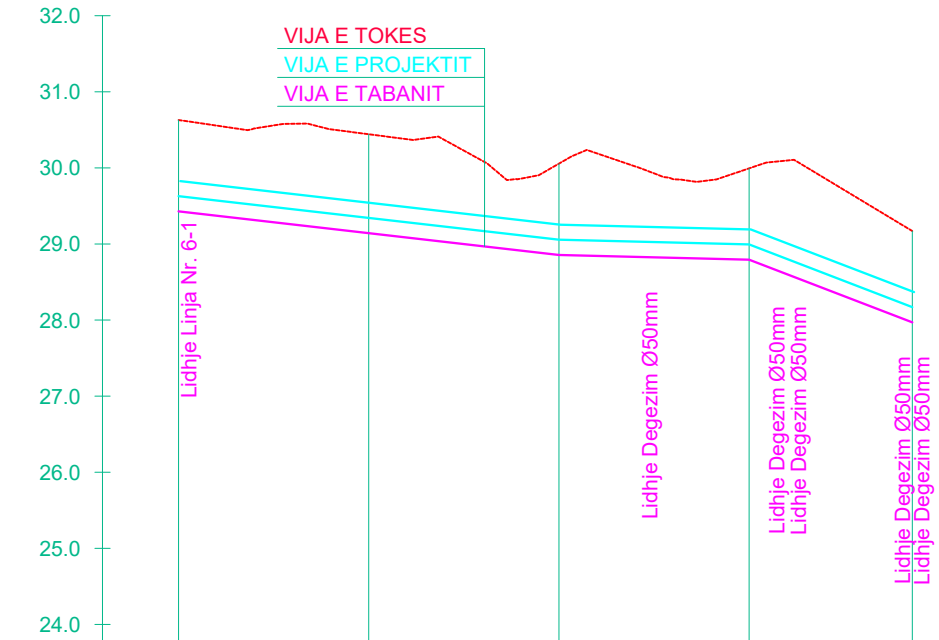 32.0
VIJA E TOKES
VIJA E PROJEKTIT
VIJA E TABANIT
31.0
30.0
29.0
28.0
27.0
26.0
25.0
24.0
Lidhje Linja Nr. 6-1
Lidhje Degezim Ø50mm
Lidhje Degezim Ø50mm
Lidhje Degezim Ø50mm
Lidhje Degezim Ø50mm
Lidhje Degezim Ø50mm